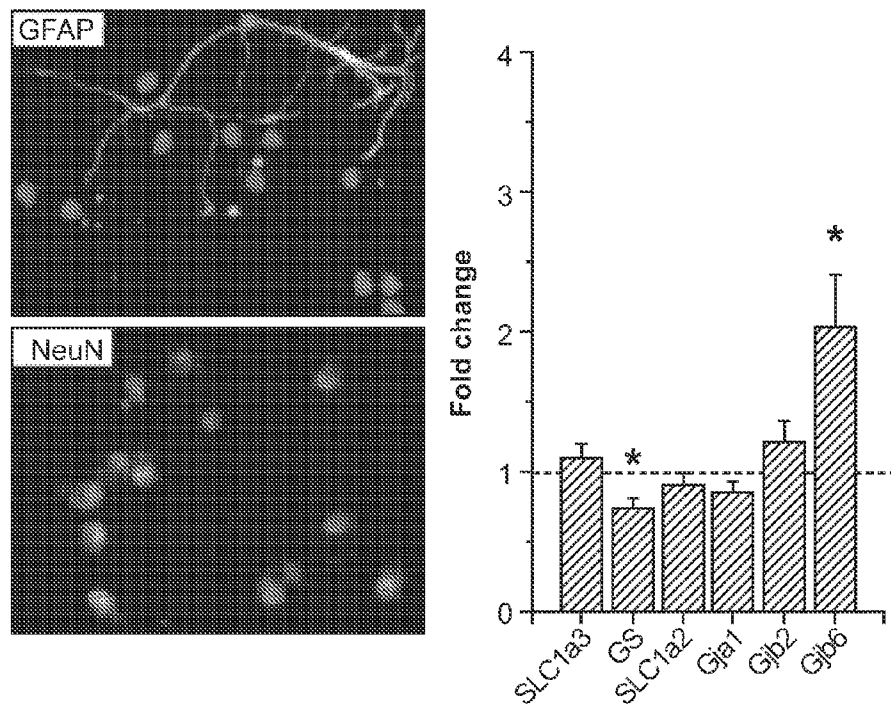 GFAP
NeuN
Fold change
4
3
2
1
0
*
*
SLC1a3
GS
SLC1a2
Gja1
Gjb2
Gjb6